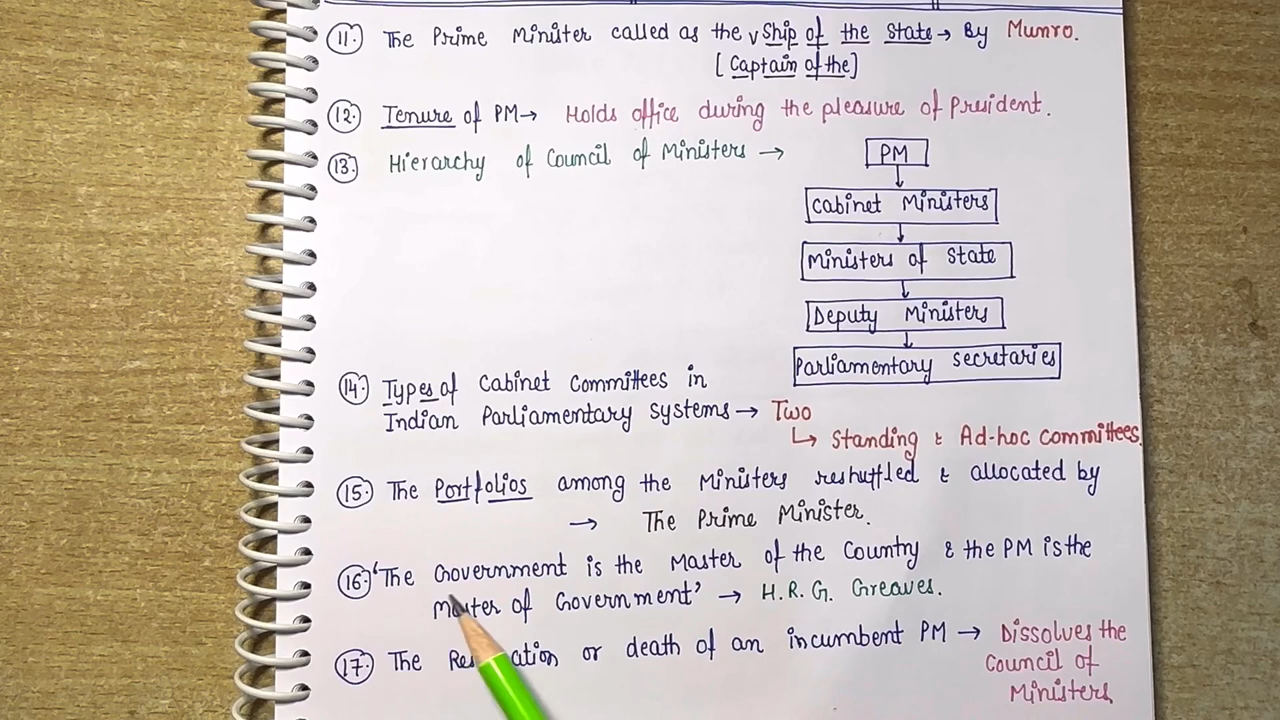 11. The Prime Minister called as the v Ship of the State → By Munro.
[Captain of the]
12. Tenure of PM → Holds office during the pleasure of President.
13. Hierarchy of Council of Ministers →
PM
Cabinet Ministers
Ministers of State
Deputy Ministers
Parliamentary Secretaries
14. Types of Cabinet Committees in
Indian Parliamentary Systems → Two
↳ Standing & Ad-hoc Committees.
15. The Portfolios among the Ministers reshuffled & allocated by
→ The Prime Minister.
16. 'The Government is the Master of the Country & the PM is the
Master of Government' → H.R.G. Greaves.
17. The or death of an incumbent PM → Dissolves the
Council of
Ministers